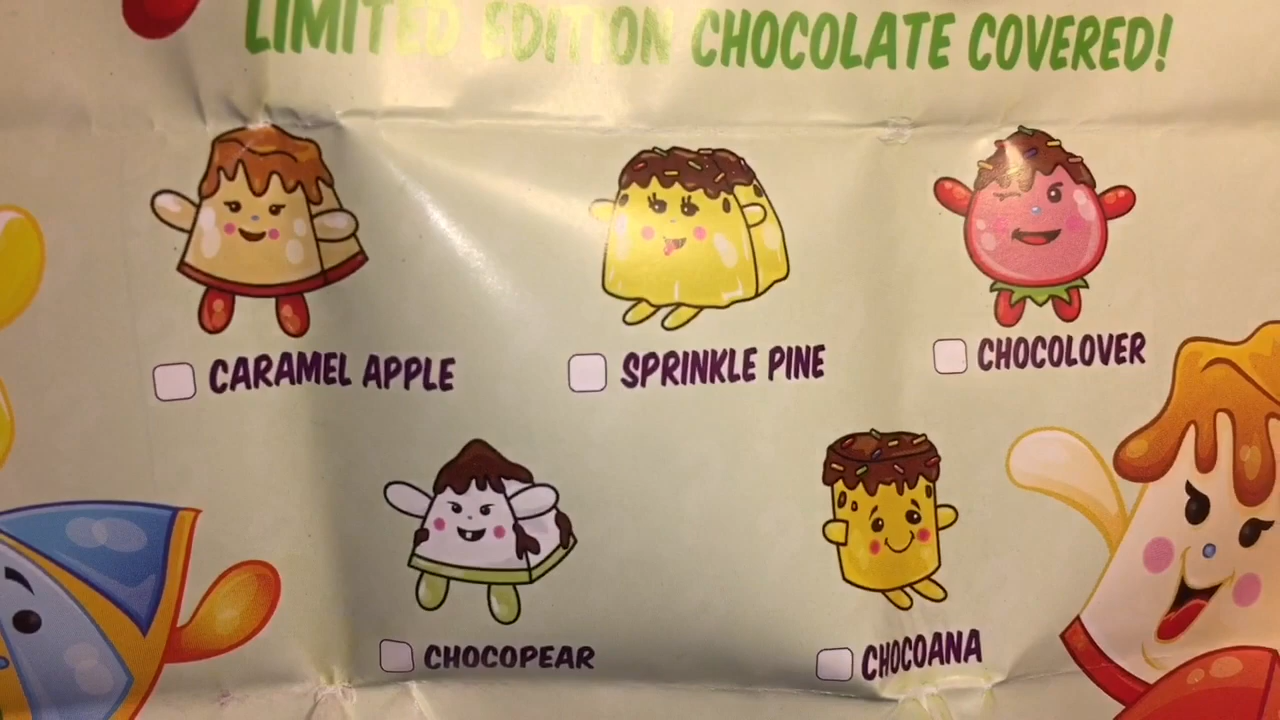 LIMITED EDITION CHOCOLATE COVERED!
CARAMEL APPLE
SPRINKLE PINE
CHOCOLOVER
CHOCOPEAR
CHOCOANA